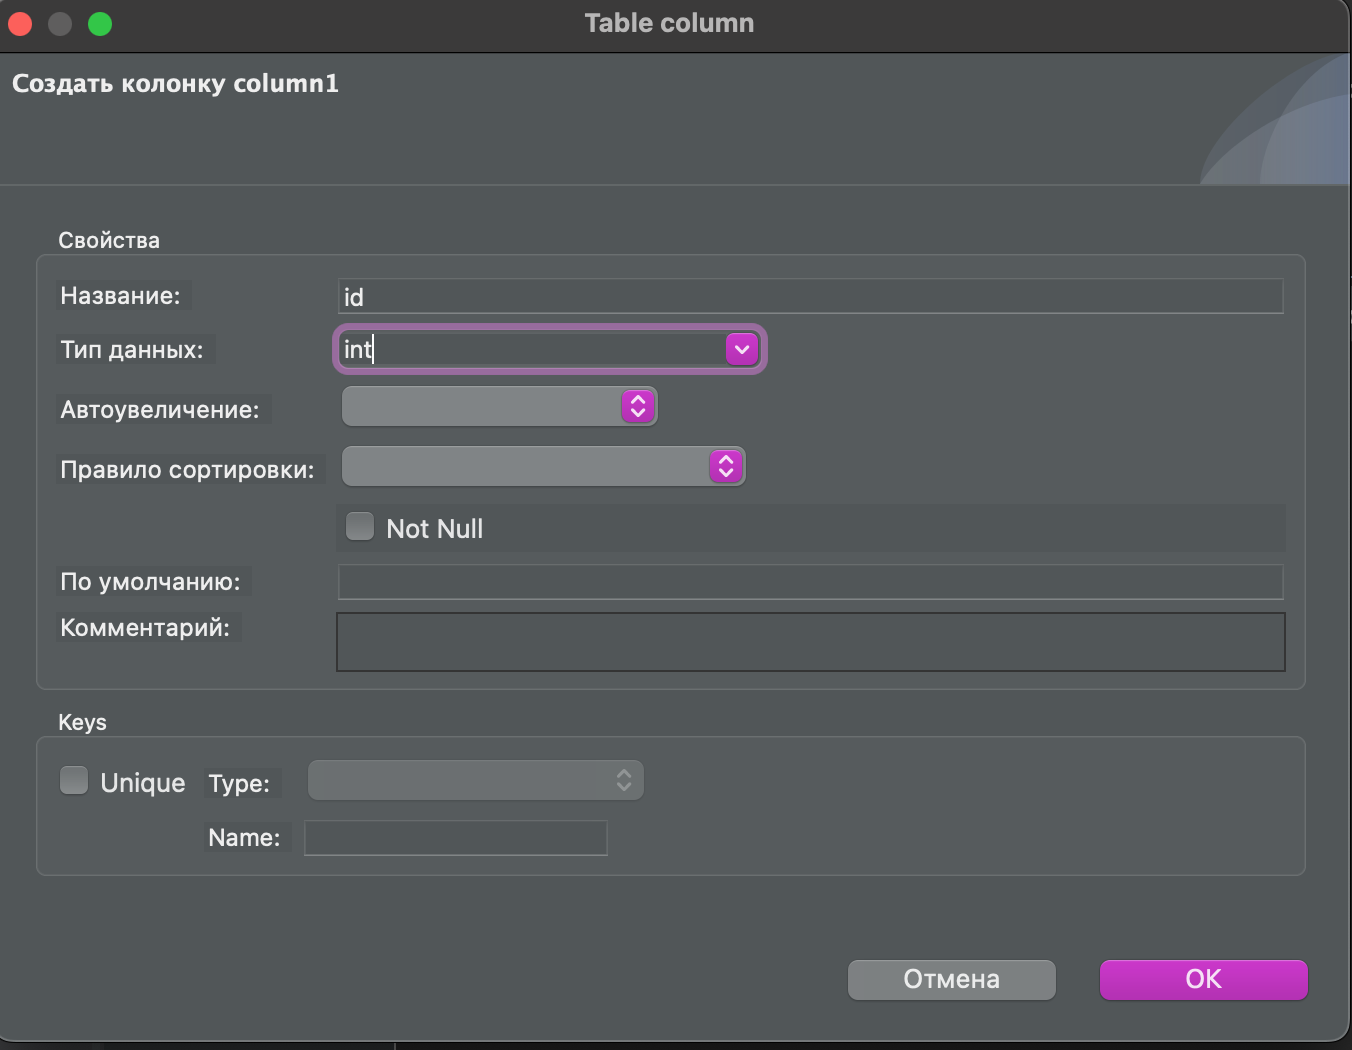 Table column
Создать колонку column1
Свойства
Название: id
Тип данных: int
Автоувеличение:
Правило сортировки:
Not Null
По умолчанию:
Комментарий:
Keys
Unique Type:
Name:
Отмена OK